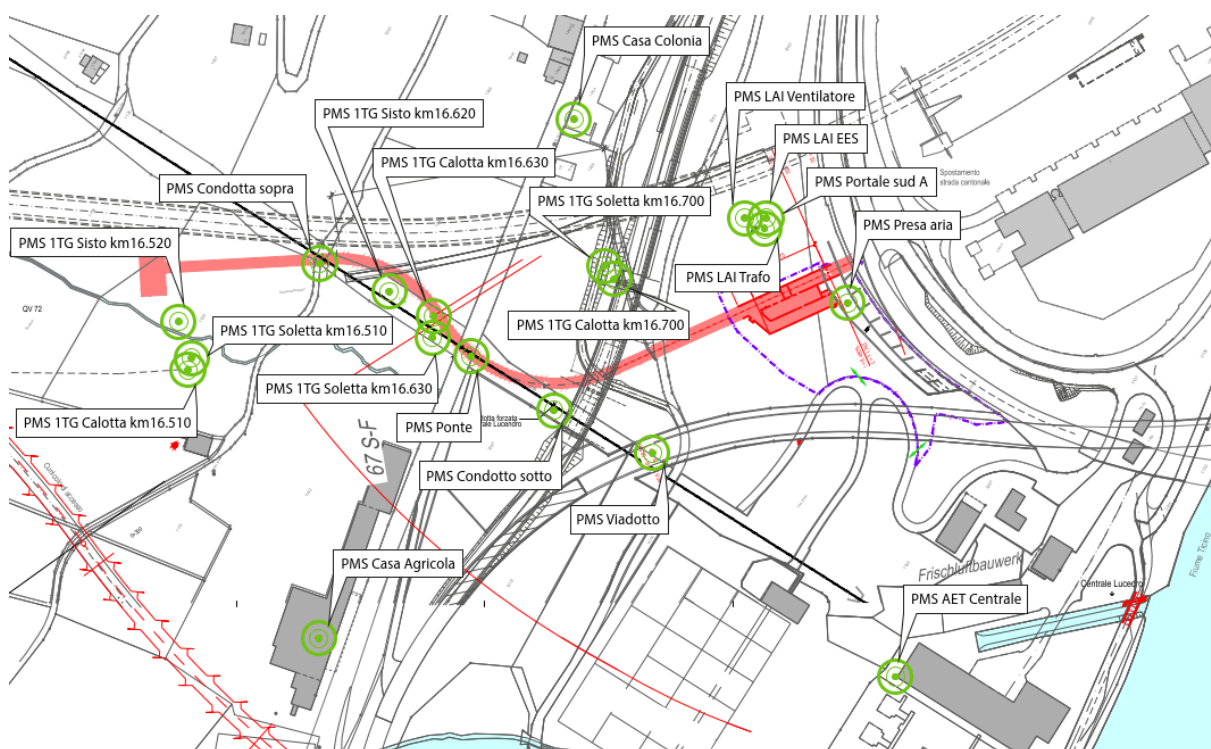 PMS Casa Colonia
PMS LAI Ventilatore
PMS 1TG Sisto km16.620
PMS LAI EES
PMS 1TG Calotta km16.630
PMS Condotta sopra
PMS Portale sud A
Spostamento
strada cantonale
PMS 1TG Soletta km16.700
PMS Presa aria
PMS 1TG Sisto km16.520
PMS LAI Trafo
QV 72
PMS 1TG Soletta km16.510
PMS 1TG Calotta km16.700
PMS 1TG Soletta km16.630
PMS 1TG Calotta km16.510
PMS Ponte
67 S-F
PMS Condotto sotto
PMS Viadotto
Fiume Ticino
PMS Casa Agricola
Frischluftbauwerk
Centrale Lucedro
PMS AET Centrale